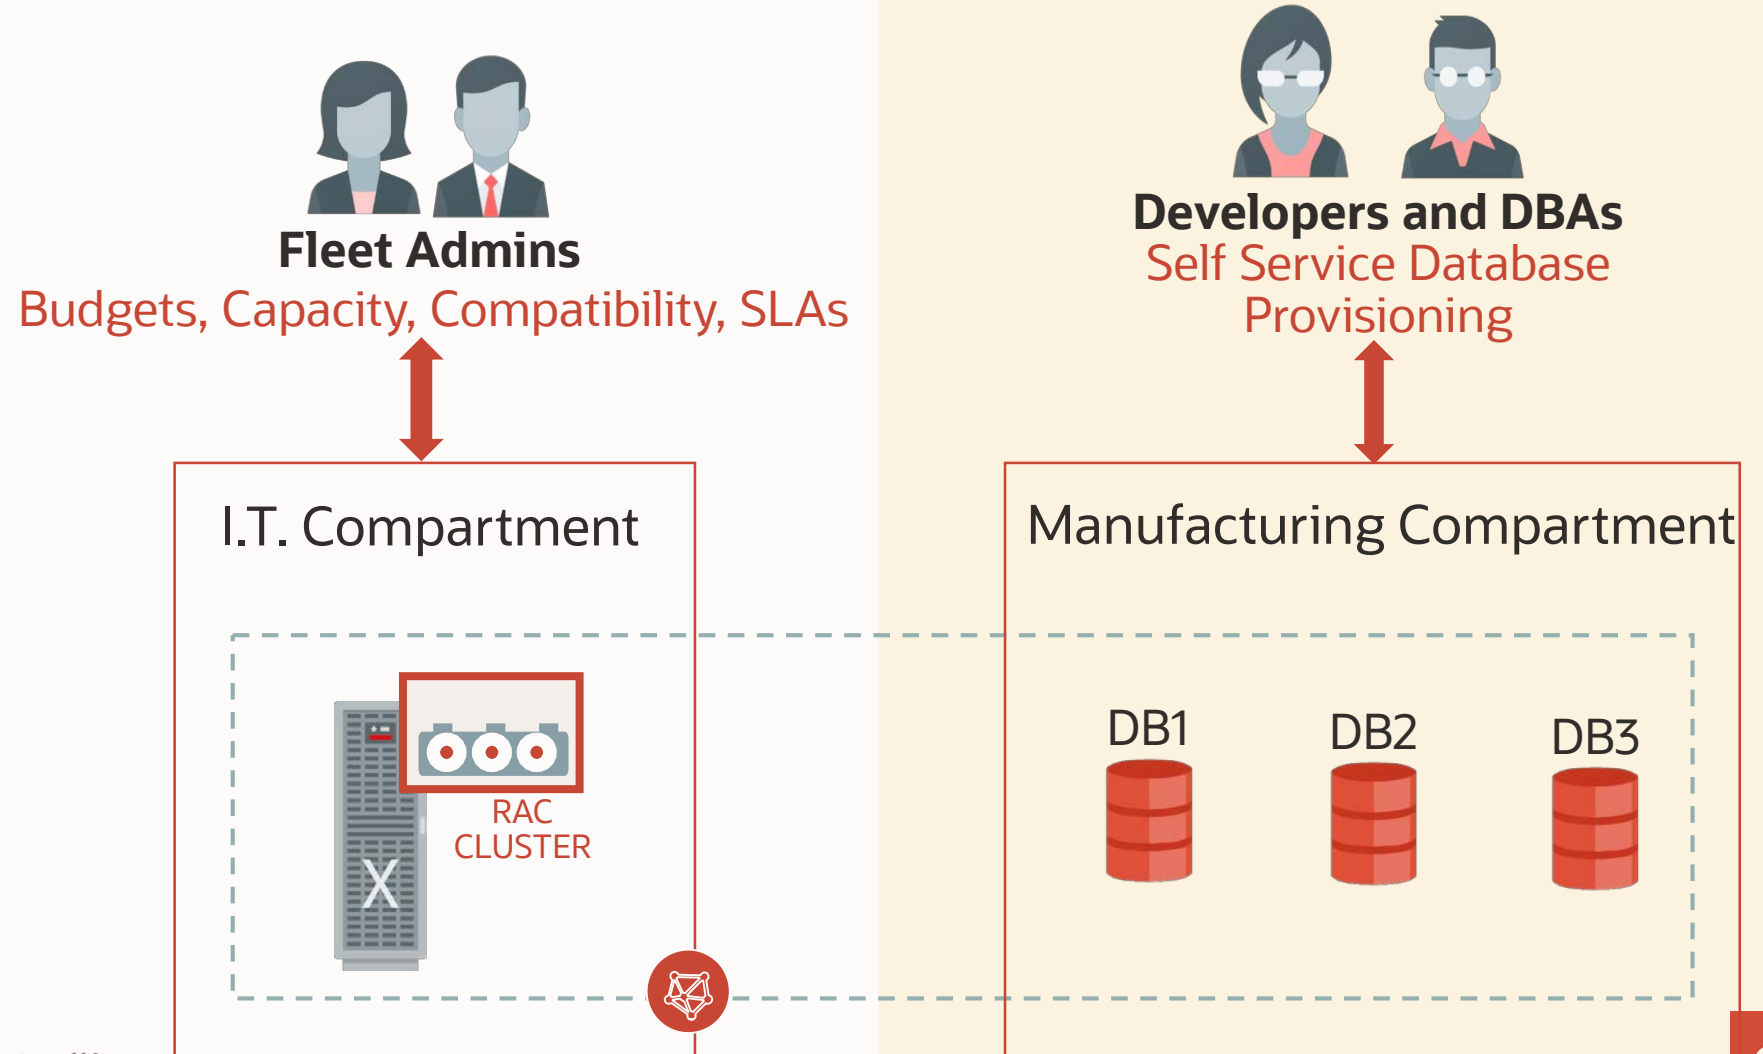 Fleet Admins
Budgets, Capacity, Compatibility, SLAs
I.T. Compartment
RAC
CLUSTER
X
Developers and DBAs
Self Service Database
Provisioning
Manufacturing Compartment
DB1
DB2
DB3